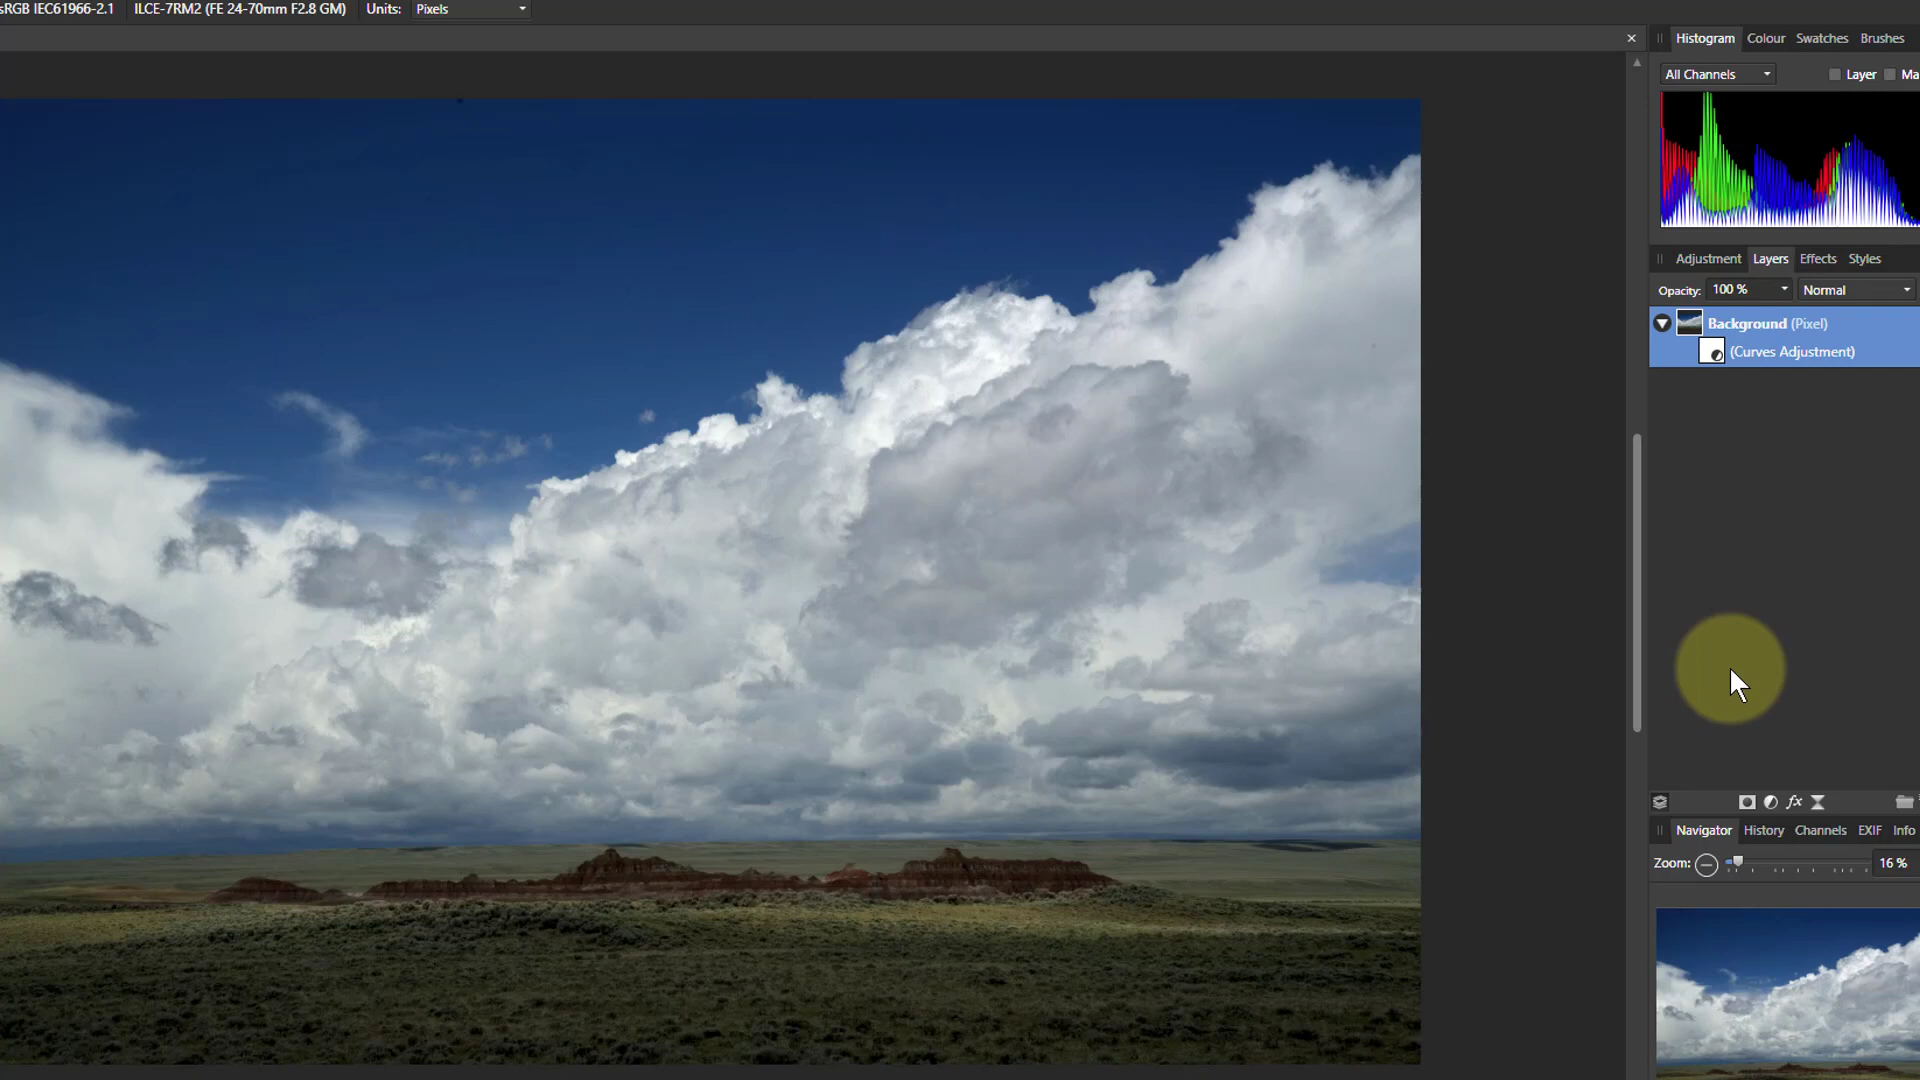 sRGB IEC61966-2.1 ILCE-7RM2 (FE 24-70mm F2.8 GM) Units: Pixels
Histogram Colour Swatches Brushes
All Channels Layer Ma
Adjustment Layers Effects Styles
Opacity: 100 % Normal
Background (Pixel)
(Curves Adjustment)
fx
Navigator History Channels EXIF Info
Zoom: 16 %